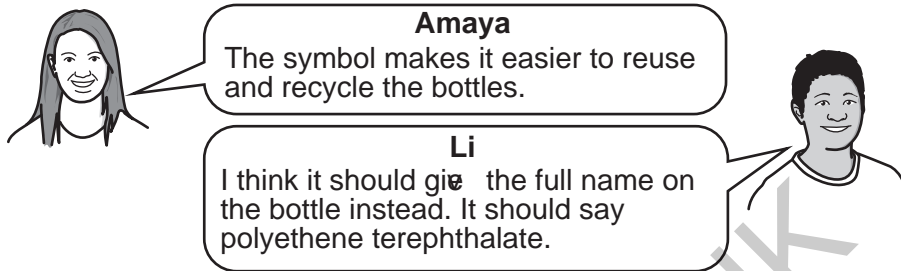 Amaya
The symbol makes it easier to reuse
and recycle the bottles.
Li
I think it should give the full name on
the bottle instead. It should say
polyethene terephthalate.